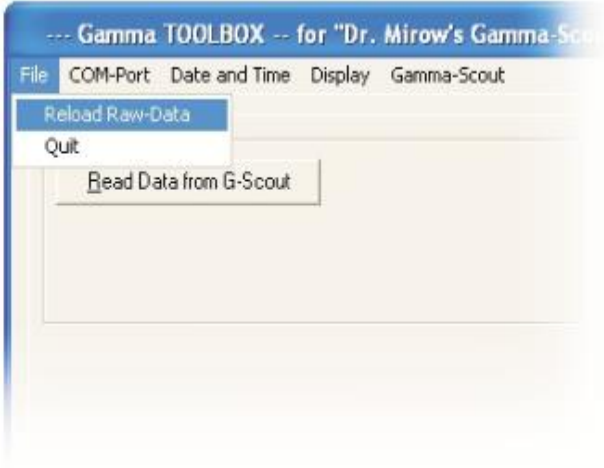 --- Gamma TOOLBOX -- for "Dr. Mirow's Gamma-Sco
File COM-Port Date and Time Display Gamma-Scout
Reload Raw-Data
Quit
Read Data from G-Scout